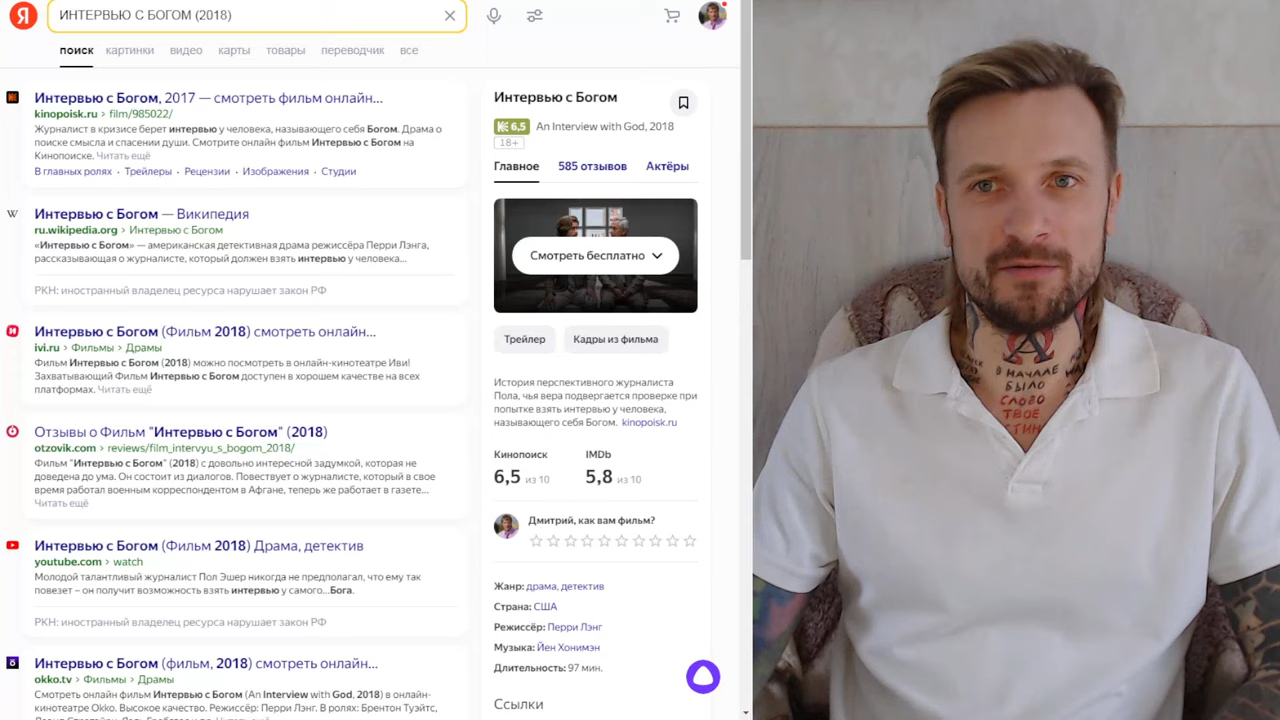 Я
ИНТЕРВЬЮ С БОГОМ (2018)
поиск картинки видео карты товары переводчик все
Интервью с Богом, 2017 — смотреть фильм онлайн...
kinopoisk.ru › film/985022/
Журналист в кризисе берет интервью у человека, называющего себя Богом. Драма о
поиске смысла и спасении души. Смотрите онлайн фильм Интервью с Богом на
Кинопоиске. Читать ещё
В главных ролях · Трейлеры · Рецензии · Изображения · Студии
W
Интервью с Богом — Википедия
ru.wikipedia.org › Интервью с Богом
«Интервью с Богом» — американская детективная драма режиссёра Перри Лэнга,
рассказывающая о журналисте, который должен взять интервью у человека...
РКН: иностранный владелец ресурса нарушает закон РФ
Интервью с Богом (Фильм 2018) смотреть онлайн...
ivi.ru › Фильмы › Драмы
Фильм Интервью с Богом (2018) можно посмотреть в онлайн-кинотеатре Иви!
Захватывающий Фильм Интервью с Богом доступен в хорошем качестве на всех
платформах. Читать ещё
Отзывы о Фильм "Интервью с Богом" (2018)
otzovik.com › reviews/film_intervyu_s_bogom_2018/
Фильм "Интервью с Богом" (2018) с довольно интересной задумкой, которая не
доведена до ума. Он состоит из диалогов. Повествует о журналисте, который в свое
время работал военным корреспондентом в Афгане, теперь же работает в газете...
Читать ещё
Интервью с Богом (Фильм 2018) Драма, детектив
youtube.com › watch
Молодой талантливый журналист Пол Эшер никогда не предполагал, что ему так
повезет – он получит возможность взять интервью у самого...Бога.
РКН: иностранный владелец ресурса нарушает закон РФ
Интервью с Богом (фильм, 2018) смотреть онлайн...
okko.tv › Фильмы › Драмы
Смотреть онлайн фильм Интервью с Богом (An Interview with God, 2018) в онлайн-
кинотеатре Okko. Высокое качество. Режиссёр: Перри Лэнг. В ролях: Брентон Туэйтс,
Интервью с Богом
6,5 An Interview with God, 2018
18+
Главное 585 отзывов Актёры
Смотреть бесплатно
Трейлер Кадры из фильма
История перспективного журналиста
Пола, чья вера подвергается проверке при
попытке взять интервью у человека,
называющего себя Богом. kinopoisk.ru
Кинопоиск IMDb
6,5 из 10 5,8 из 10
Дмитрий, как вам фильм?
Жанр: драма, детектив
Страна: США
Режиссёр: Перри Лэнг
Музыка: Йен Хонимэн
Длительность: 97 мин.
Ссылки
В НАЧАЛЕ
БЫЛО
СЛОВО
ТВОЕ